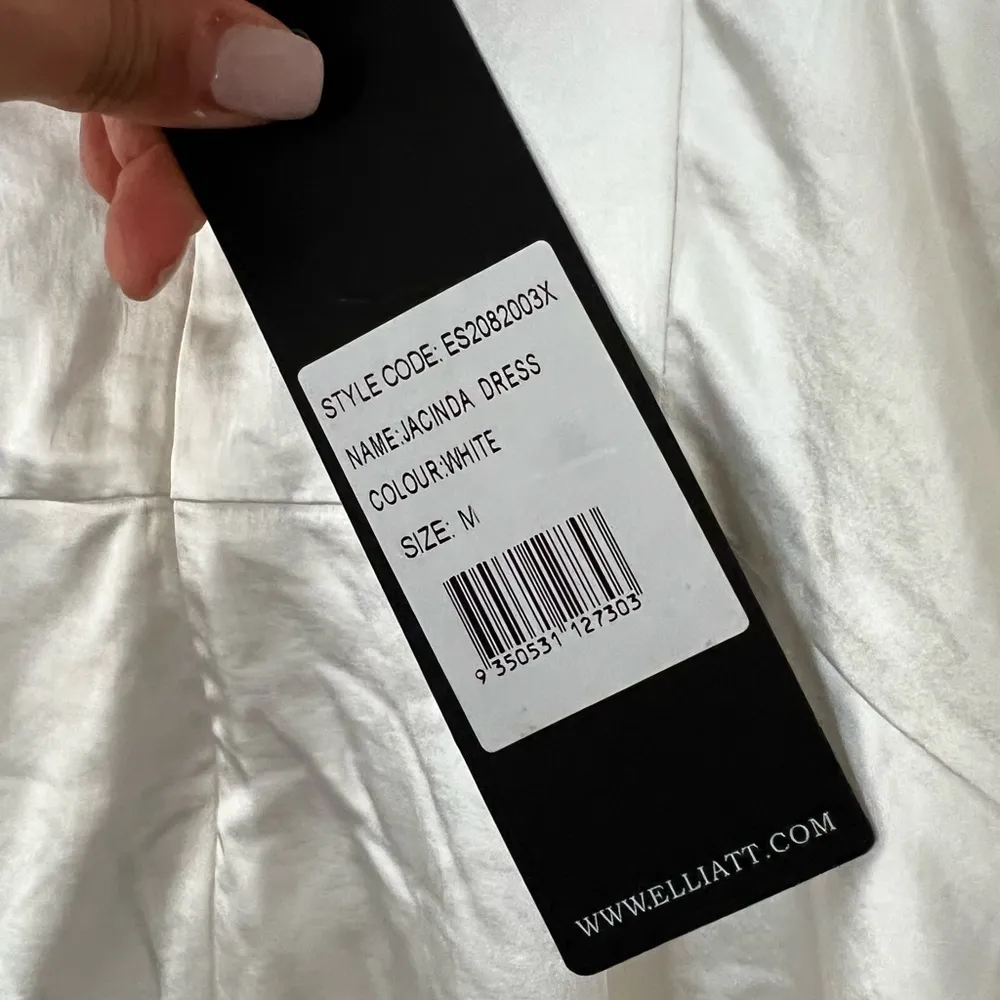 STYLE CODE: ES2082003X
NAME:JACINDA DRESS
COLOUR:WHITE
SIZE: M
9 350531 127303
WWW.ELLIATT.COM